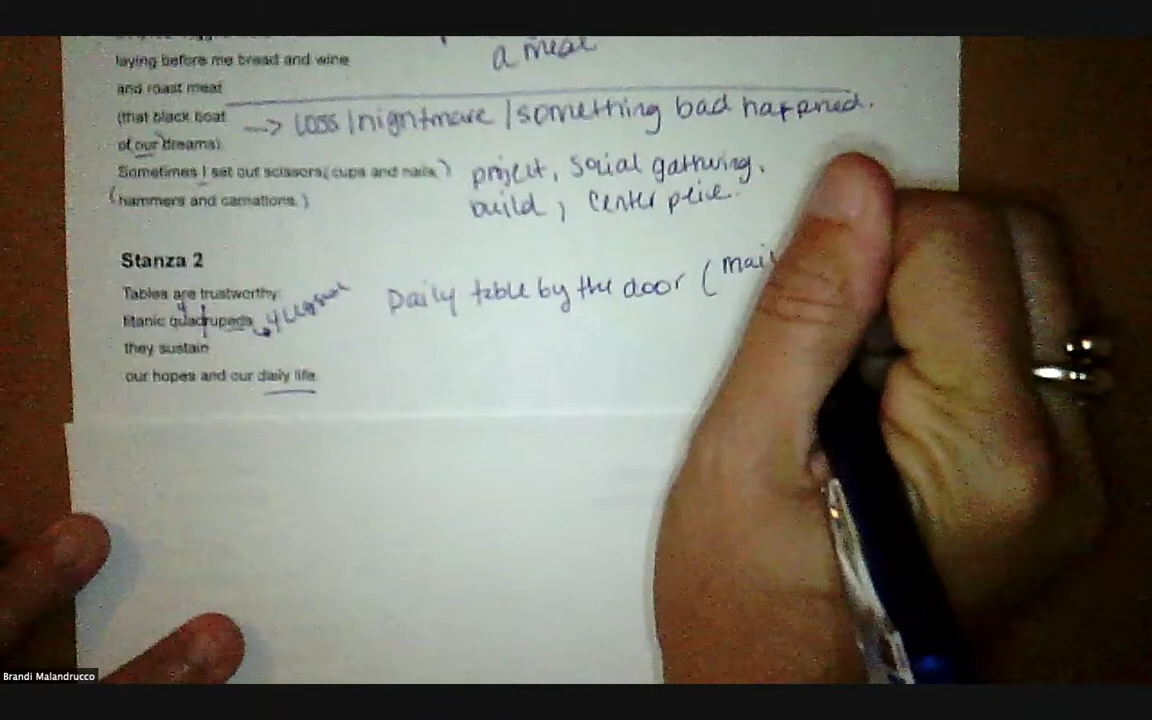 laying before me bread and wine
a meal
and roast meat
(that black boat
of our dreams).
-> Loss/nightmare/something bad happened.
Sometimes I set out scissors (cups and nails)
hammers and carnations.)
project, social gathering.
build, center peice.
Stanza 2
Tables are trustworthy:
titanic quadrupeds
they sustain
our hopes and our daily life
4
Daily table by the door (mail
Brandi Malandrucco